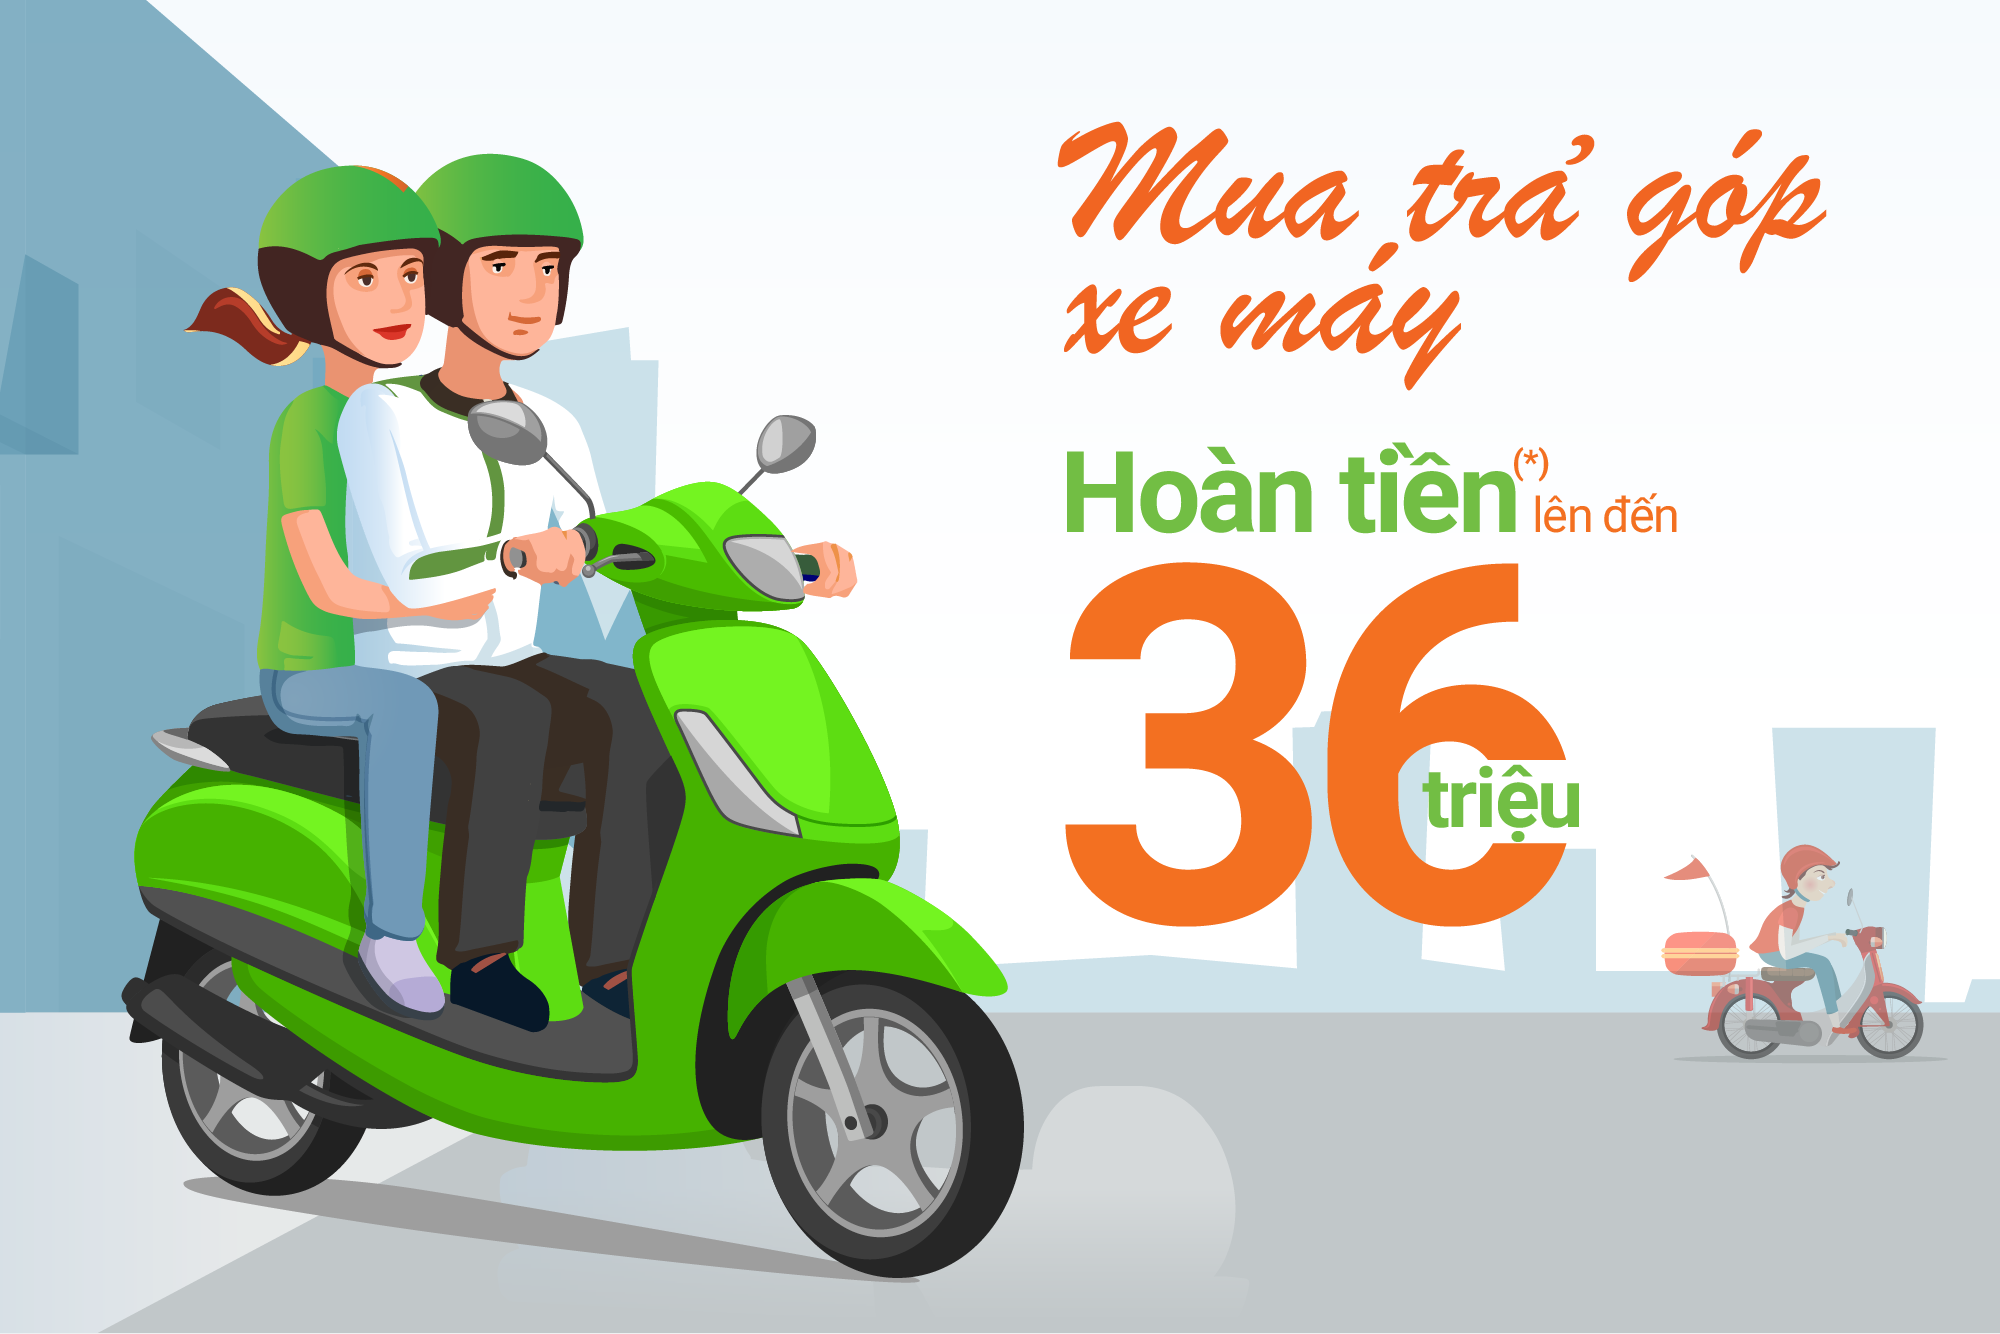 Mua trả góp
xe máy
Hoàn tiền(*) lên đến
36
triệu